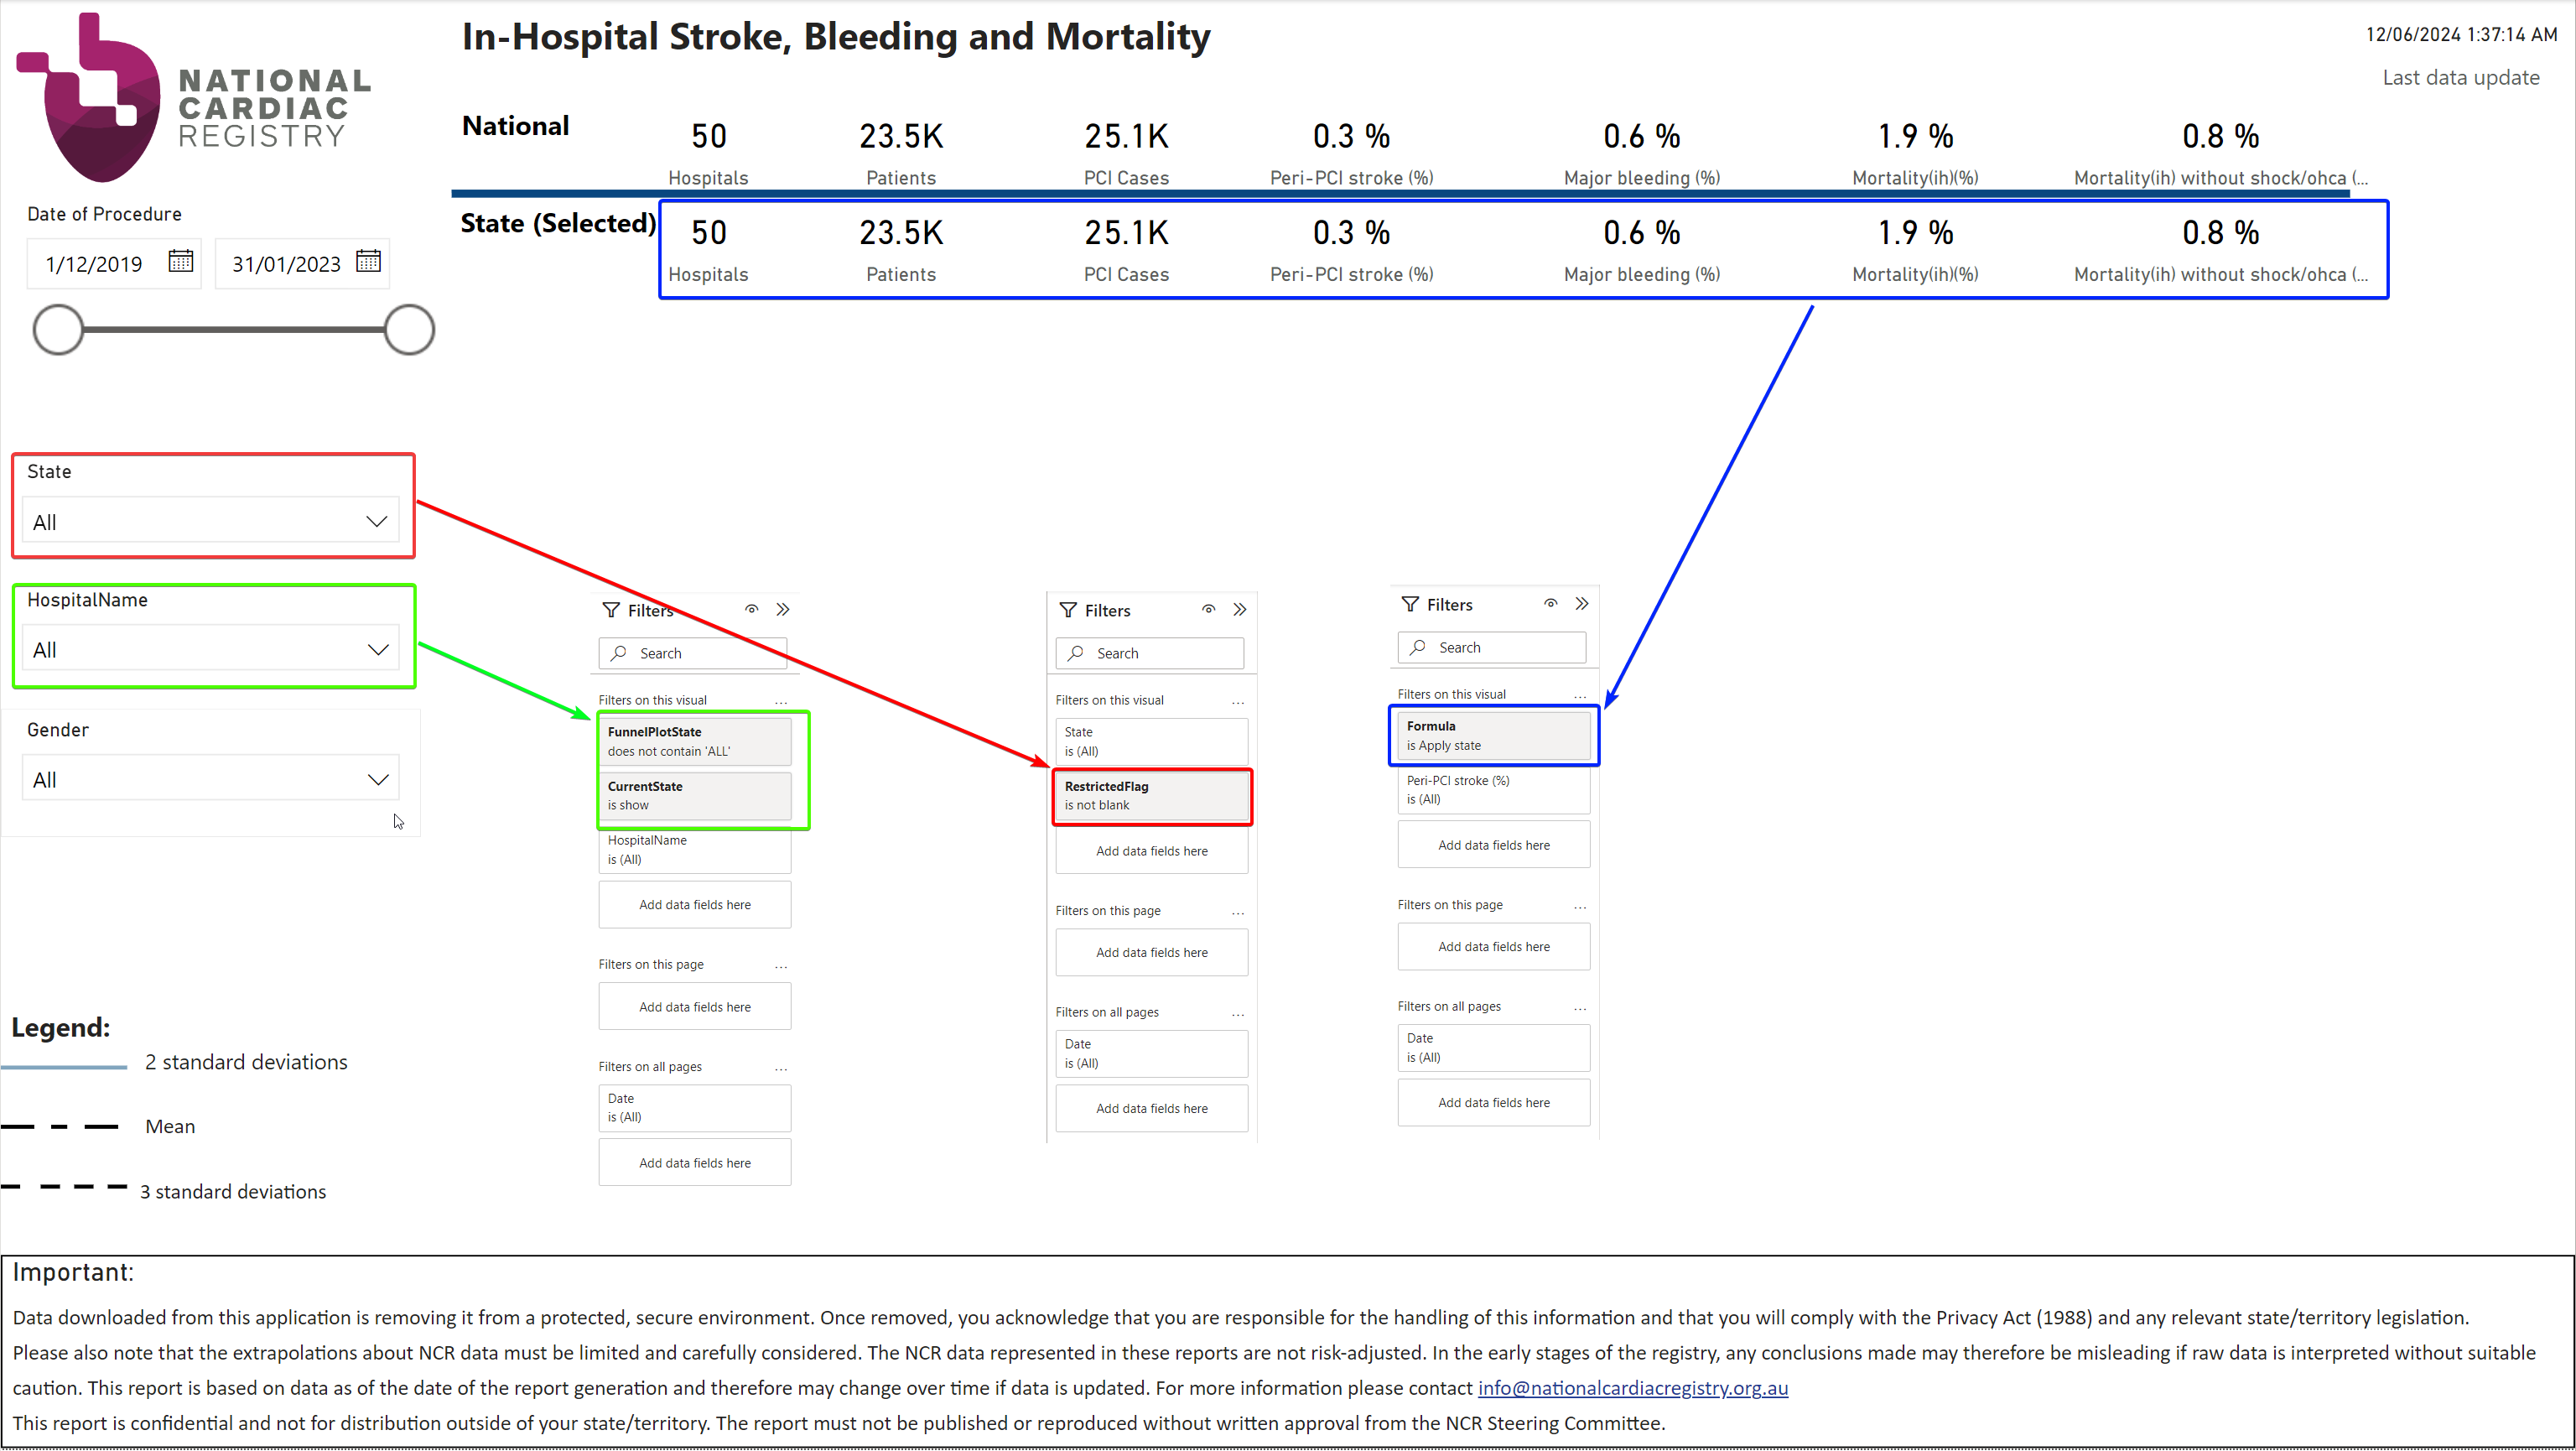 NATIONAL
CARDIAC
REGISTRY
In-Hospital Stroke, Bleeding and Mortality
12/06/2024 1:37:14 AM
Last data update
National
50
23.5K
25.1K
0.3 %
0.6 %
1.9 %
0.8 %
Hospitals
Patients
PCI Cases
Peri-PCI stroke (%)
Major bleeding (%)
Mortality(ih)(%)
Mortality(ih) without shock/ohca (...
State (Selected)
50
23.5K
25.1K
0.3 %
0.6 %
1.9 %
0.8 %
Hospitals
Patients
PCI Cases
Peri-PCI stroke (%)
Major bleeding (%)
Mortality(ih)(%)
Mortality(ih) without shock/ohca (...
Date of Procedure
1/12/2019
31/01/2023
State
All
HospitalName
All
Gender
All
Filters
Search
Filters on this visual
...
FunnelPlotState
does not contain 'ALL'
CurrentState
is show
HospitalName
is (All)
Add data fields here
Filters on this page
...
Add data fields here
Filters on all pages
...
Date
is (All)
Add data fields here
Filters
Search
Filters on this visual
...
State
is (All)
RestrictedFlag
is not blank
Add data fields here
Filters on this page
...
Add data fields here
Filters on all pages
...
Date
is (All)
Add data fields here
Filters
Search
Filters on this visual
...
Formula
is Apply state
Peri-PCI stroke (%)
is (All)
Add data fields here
Filters on this page
...
Add data fields here
Filters on all pages
...
Date
is (All)
Add data fields here
Legend:
2 standard deviations
Mean
3 standard deviations
Important:
Data downloaded from this application is removing it from a protected, secure environment. Once removed, you acknowledge that you are responsible for the handling of this information and that you will comply with the Privacy Act (1988) and any relevant state/territory legislation.
Please also note that the extrapolations about NCR data must be limited and carefully considered. The NCR data represented in these reports are not risk-adjusted. In the early stages of the registry, any conclusions made may therefore be misleading if raw data is interpreted without suitable
caution. This report is based on data as of the date of the report generation and therefore may change over time if data is updated. For more information please contact info@nationalcardiacregistry.org.au
This report is confidential and not for distribution outside of your state/territory. The report must not be published or reproduced without written approval from the NCR Steering Committee.